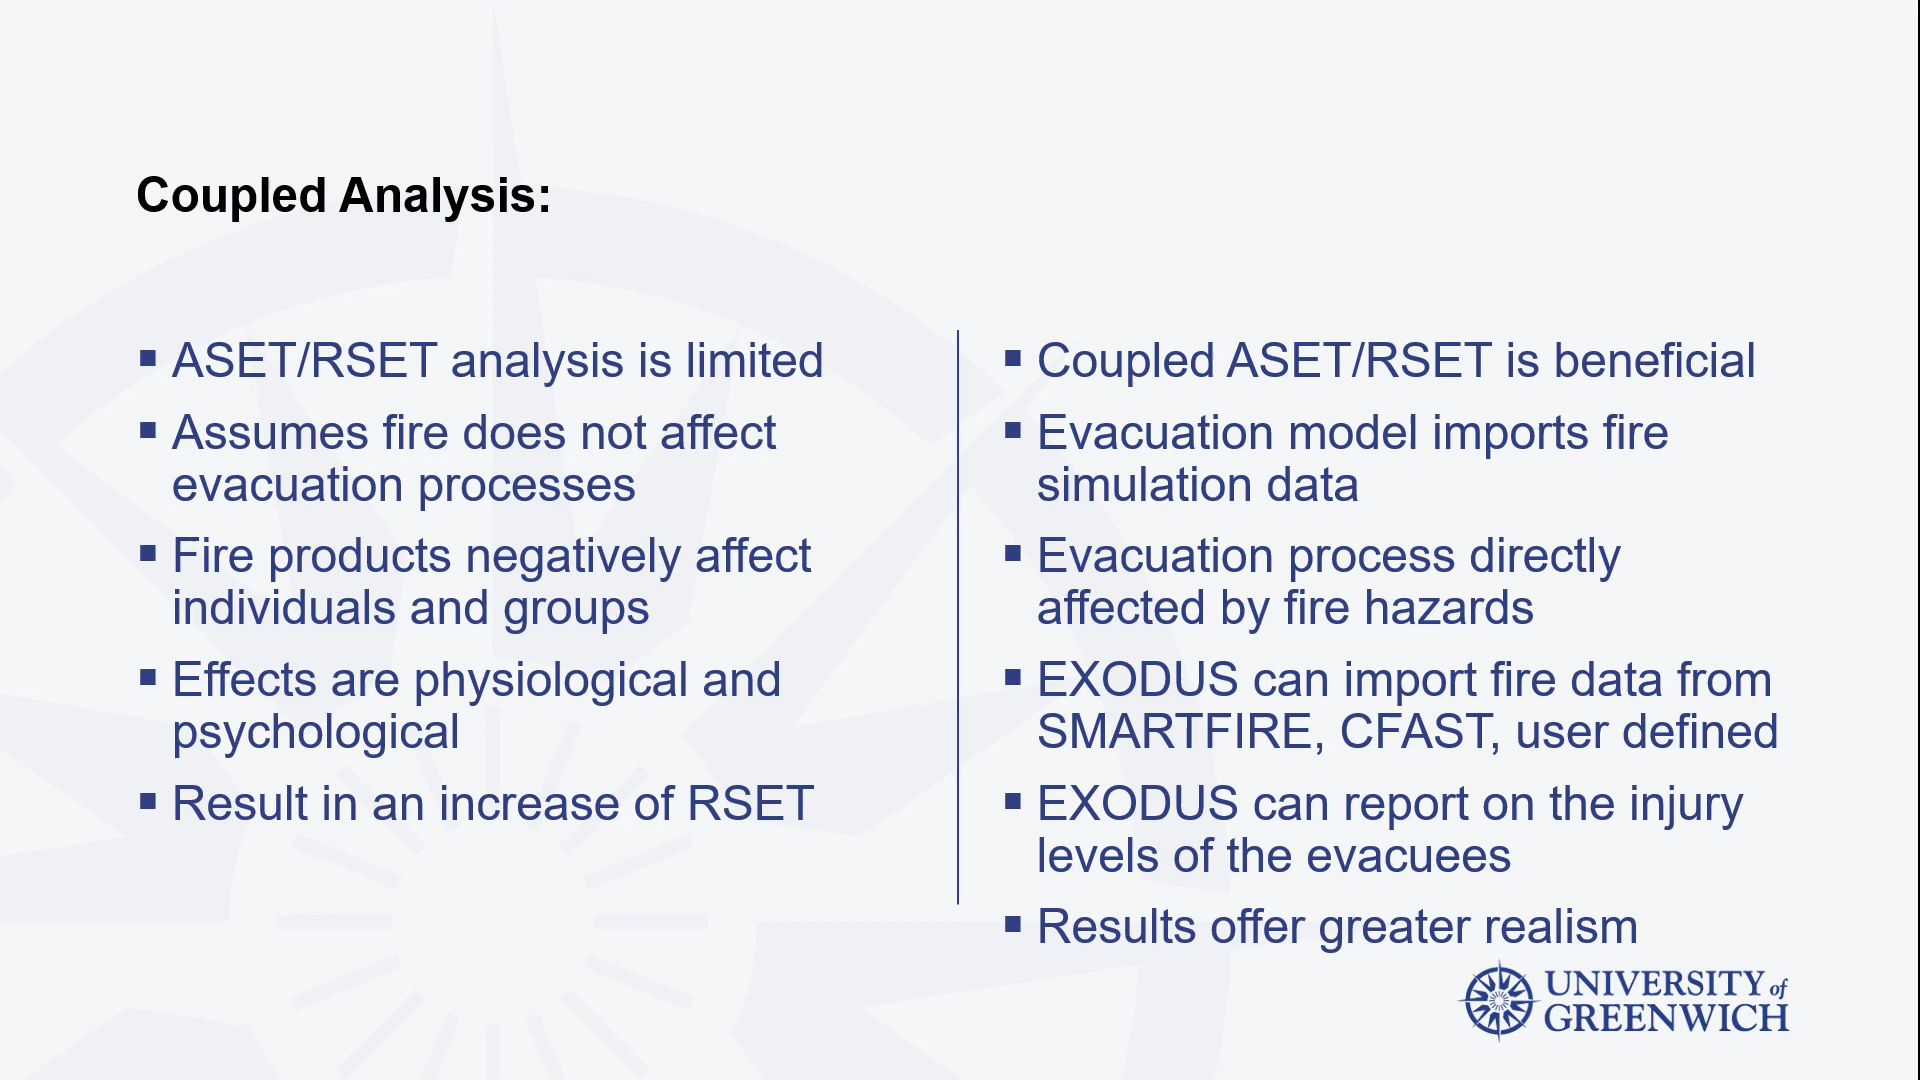 Coupled Analysis:
▪ ASET/RSET analysis is limited
▪ Assumes fire does not affect
evacuation processes
▪ Fire products negatively affect
individuals and groups
▪ Effects are physiological and
psychological
▪ Result in an increase of RSET
▪ Coupled ASET/RSET is beneficial
▪ Evacuation model imports fire
simulation data
▪ Evacuation process directly
affected by fire hazards
▪ EXODUS can import fire data from
SMARTFIRE, CFAST, user defined
▪ EXODUS can report on the injury
levels of the evacuees
▪ Results offer greater realism
UNIVERSITY of
GREENWICH